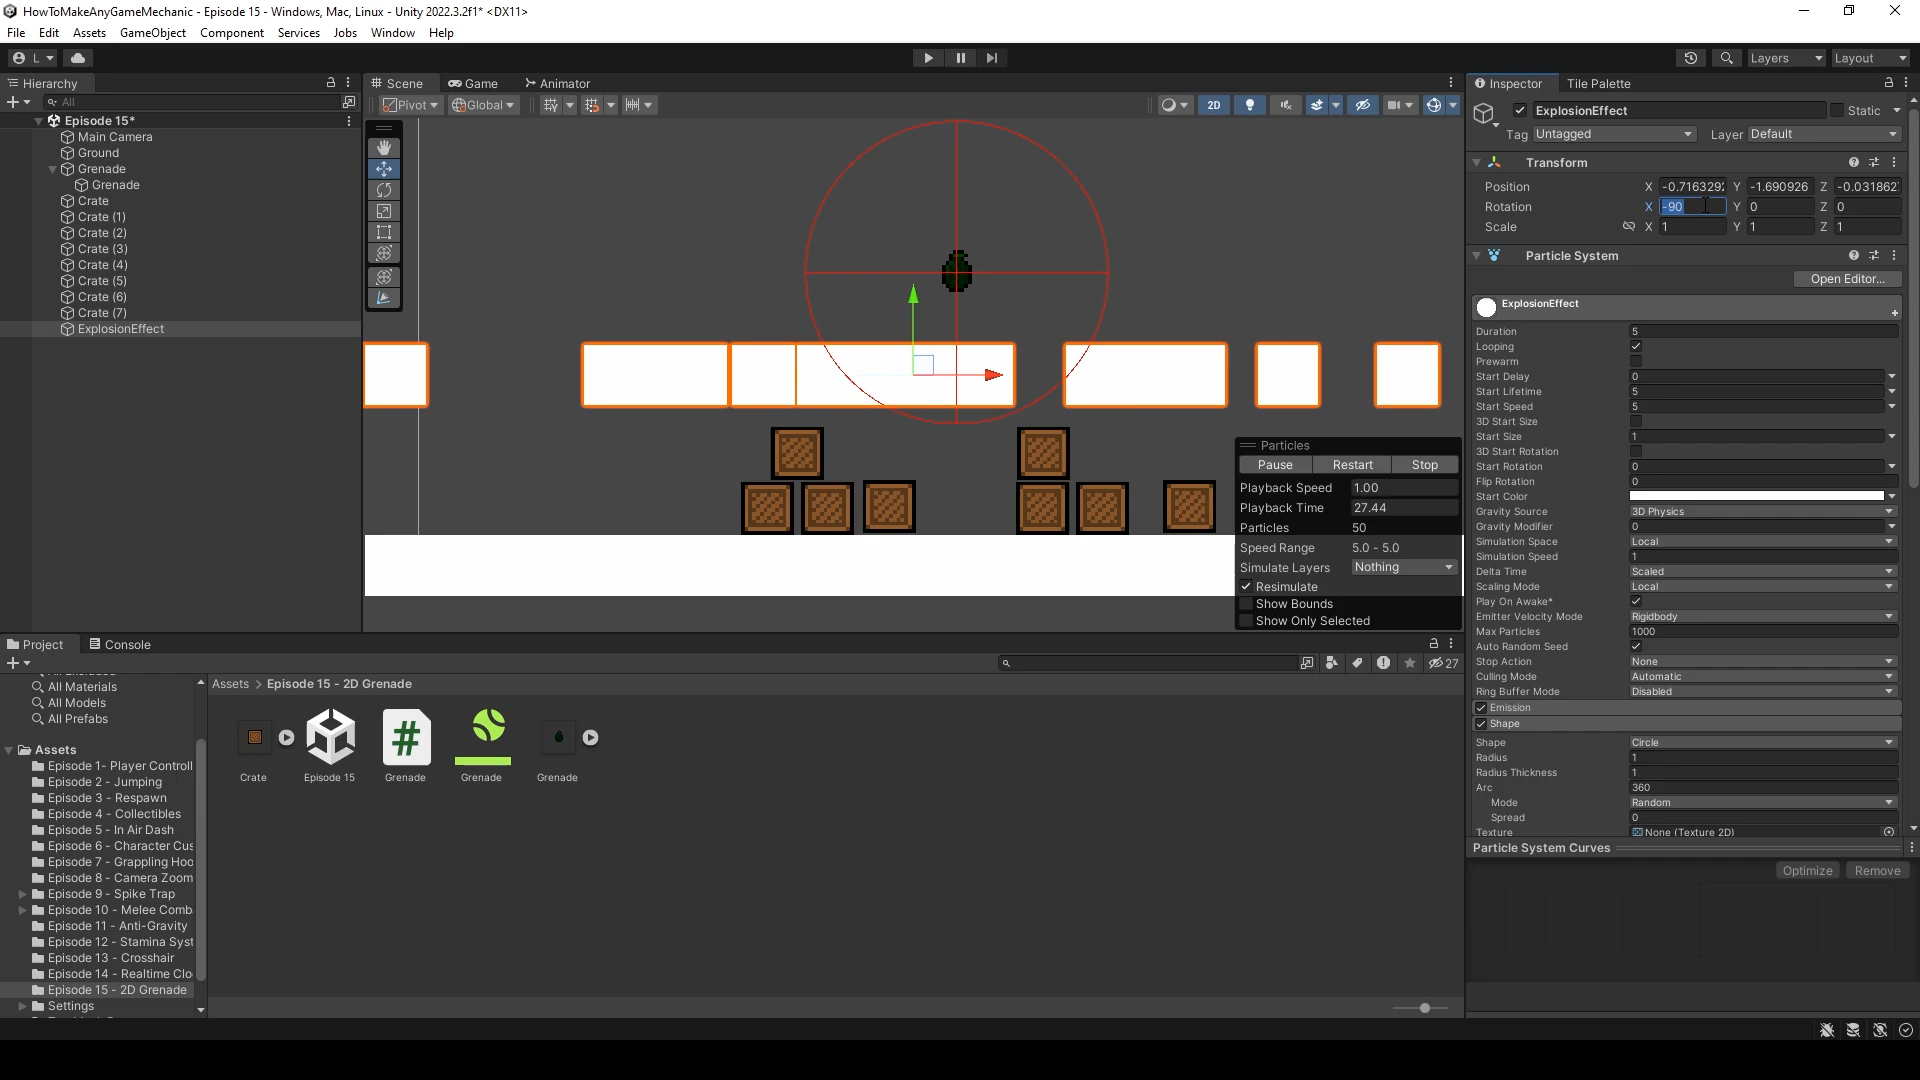 HowToMakeAnyGameMechanic - Episode 15 - Windows, Mac, Linux - Unity 2022.3.2f1* <DX11>
File Edit Assets GameObject Component Services Jobs Window Help
L Layers Layout
Hierarchy
All
Episode 15*
Main Camera
Ground
Grenade
Grenade
Crate
Crate (1)
Crate (2)
Crate (3)
Crate (4)
Crate (5)
Crate (6)
Crate (7)
ExplosionEffect
Scene Game Animator
Pivot Global 2D
Particles
Pause Restart Stop
Playback Speed 1.00
Playback Time 27.44
Particles 50
Speed Range 5.0 - 5.0
Simulate Layers Nothing
Resimulate
Show Bounds
Show Only Selected
Inspector Tile Palette
ExplosionEffect Static
Tag Untagged Layer Default
Transform
Position X -0.7163292 Y -1.690926 Z -0.031862
Rotation X -90 Y 0 Z 0
Scale X 1 Y 1 Z 1
Particle System
Open Editor...
ExplosionEffect
Duration 5
Looping
Prewarm
Start Delay 0
Start Lifetime 5
Start Speed 5
3D Start Size
Start Size 1
3D Start Rotation
Start Rotation 0
Flip Rotation 0
Start Color
Gravity Source 3D Physics
Gravity Modifier 0
Simulation Space Local
Simulation Speed 1
Delta Time Scaled
Scaling Mode Local
Play On Awake*
Emitter Velocity Mode Rigidbody
Max Particles 1000
Auto Random Seed
Stop Action None
Culling Mode Automatic
Ring Buffer Mode Disabled
Emission
Shape
Shape Circle
Radius 1
Radius Thickness 1
Arc 360
Mode Random
Spread 0
Texture None (Texture 2D)
Particle System Curves
Optimize Remove
Project Console
27
All Materials
All Models
All Prefabs
Assets
Episode 1- Player Controll
Episode 2 - Jumping
Episode 3 - Respawn
Episode 4 - Collectibles
Episode 5 - In Air Dash
Episode 6 - Character Cus
Episode 7 - Grappling Hoo
Episode 8 - Camera Zoom
Episode 9 - Spike Trap
Episode 10 - Melee Comb
Episode 11 - Anti-Gravity
Episode 12 - Stamina Syst
Episode 13 - Crosshair
Episode 14 - Realtime Clo
Episode 15 - 2D Grenade
Settings
Assets > Episode 15 - 2D Grenade
Crate Episode 15 Grenade Grenade Grenade